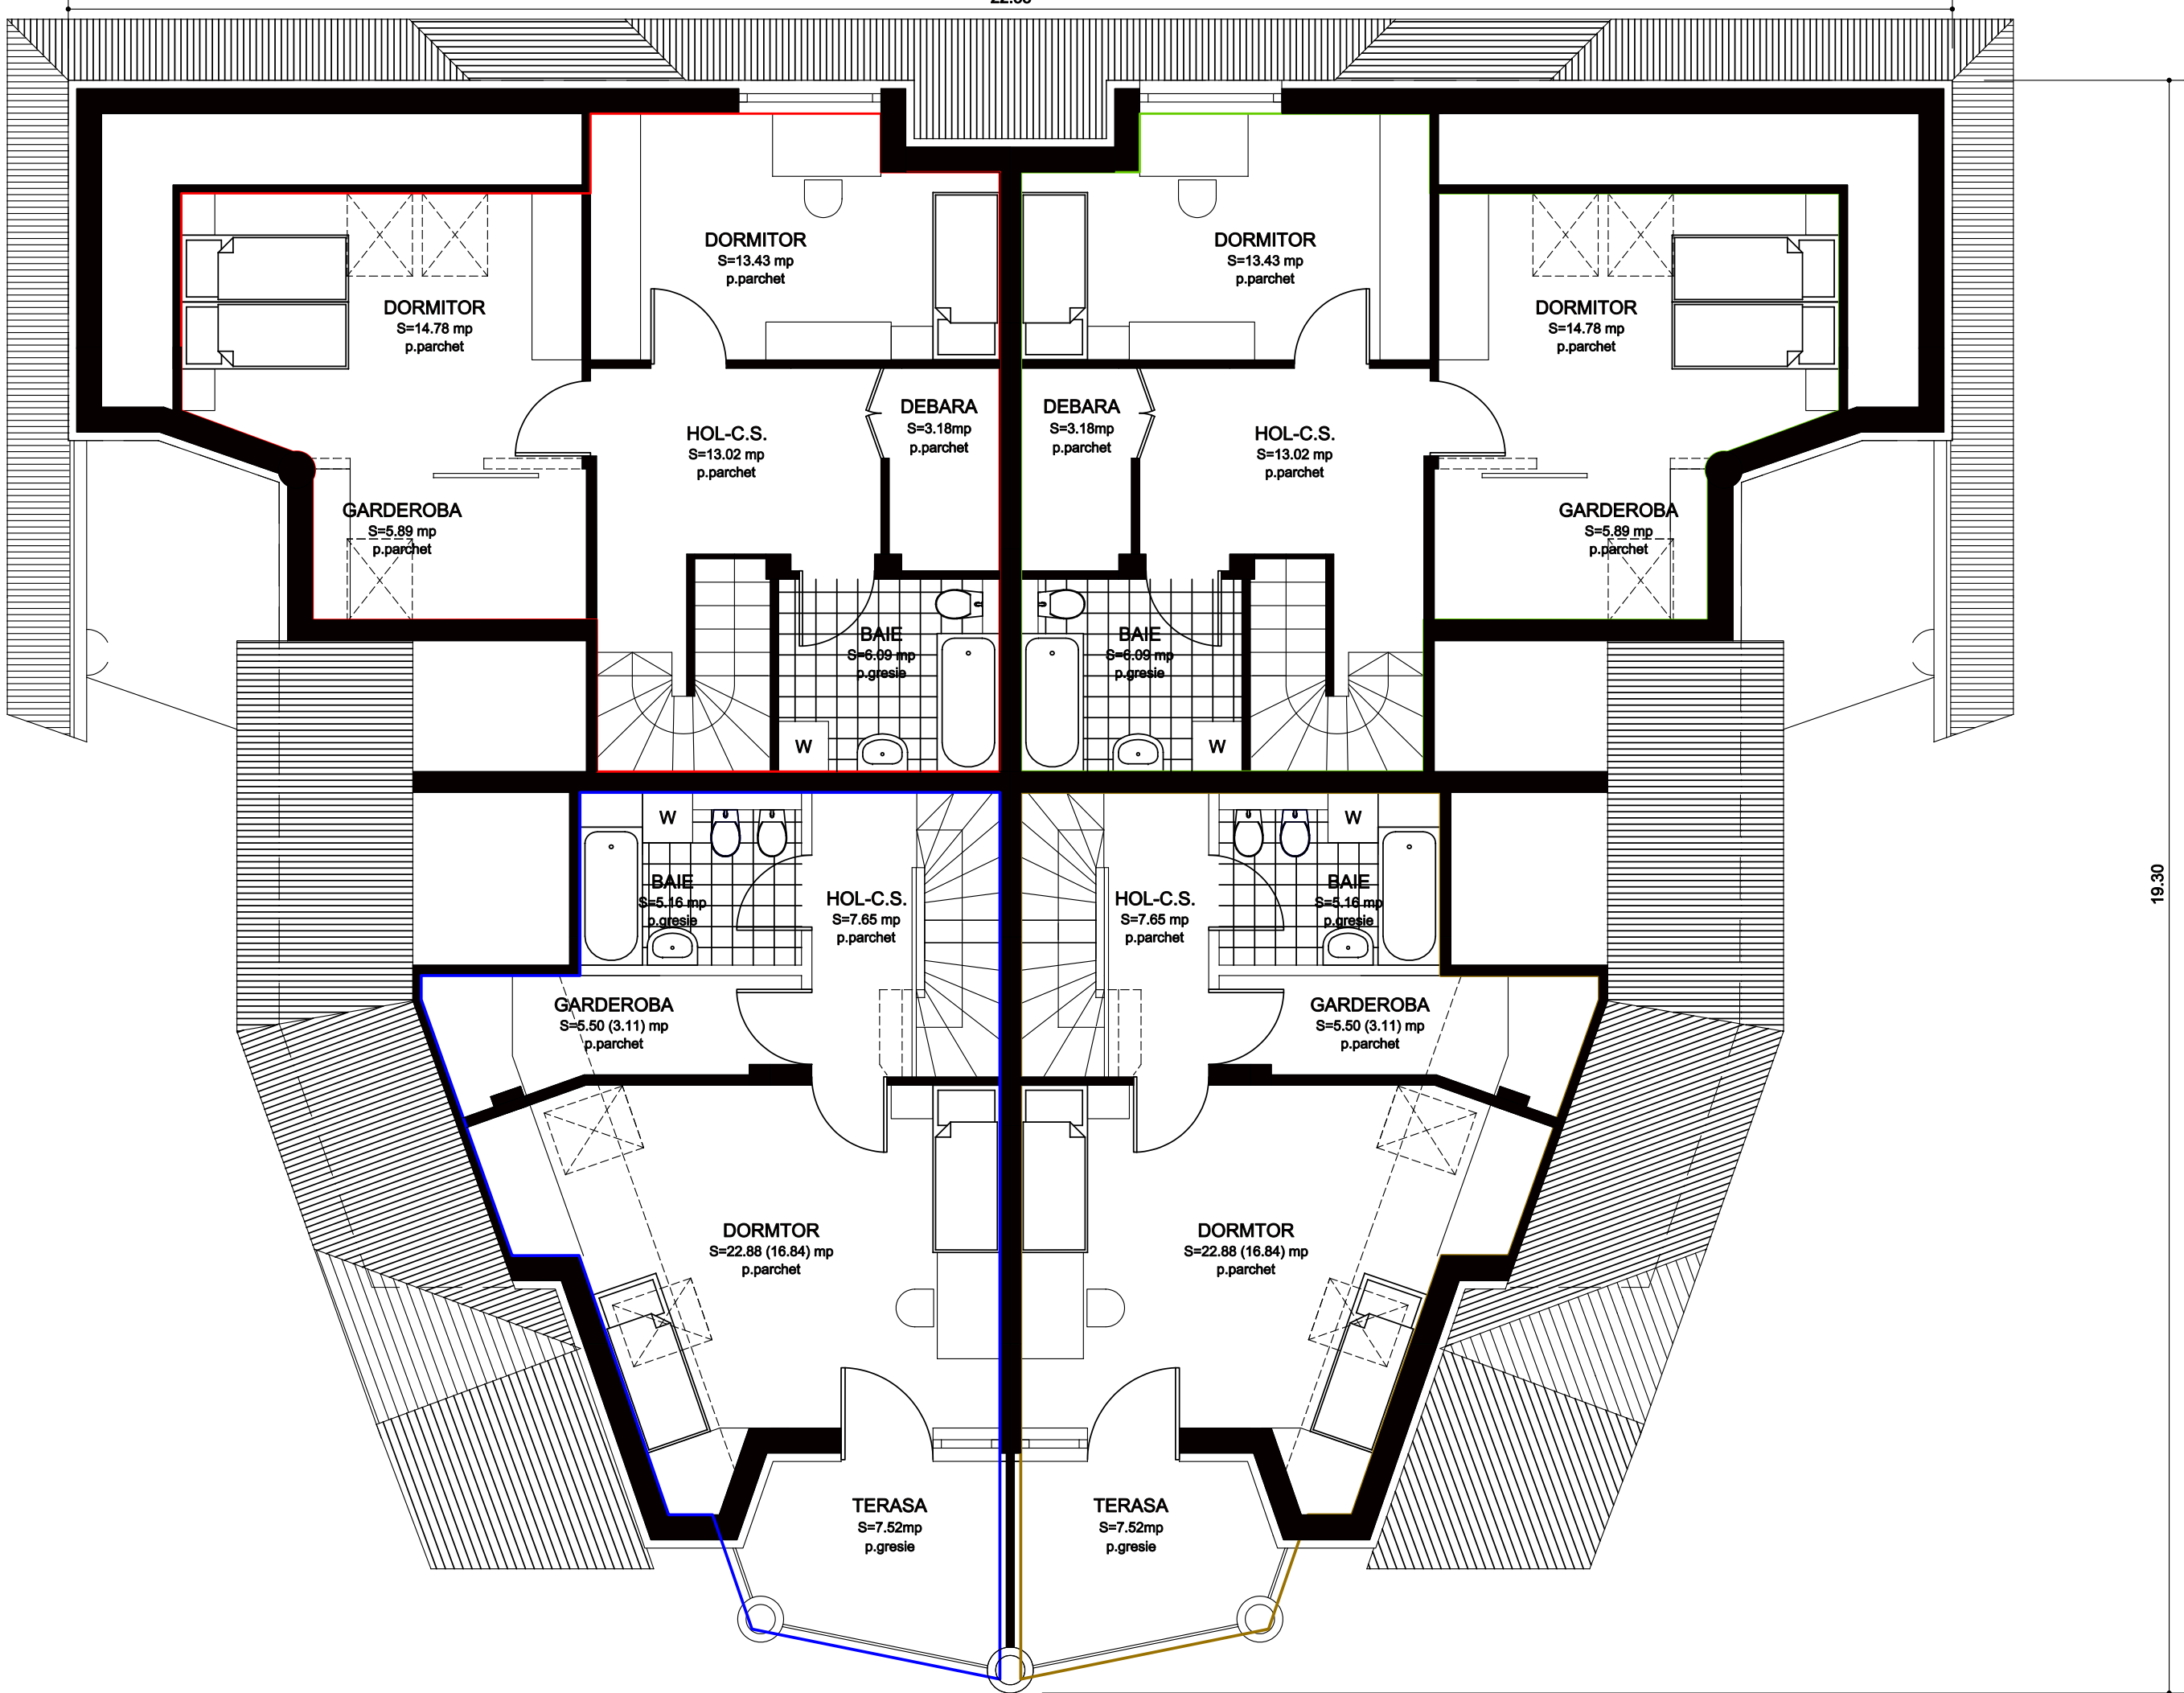 DORMITOR
S=13.43 mp
p.parchet
DORMITOR
S=13.43 mp
p.parchet
DORMITOR
S=14.78 mp
p.parchet
DORMITOR
S=14.78 mp
p.parchet
DEBARA
S=3.18mp
p.parchet
DEBARA
S=3.18mp
p.parchet
HOL-C.S.
S=13.02 mp
p.parchet
HOL-C.S.
S=13.02 mp
p.parchet
GARDEROBA
S=5.89 mp
p.parchet
GARDEROBA
S=5.89 mp
p.parchet
BAIE
S=6.09 mp
p.gresie
BAIE
S=6.09 mp
p.gresie
W
W
W
W
BAIE
S=5.16 mp
p.gresie
HOL-C.S.
S=7.65 mp
p.parchet
HOL-C.S.
S=7.65 mp
p.parchet
BAIE
S=5.16 mp
p.gresie
19.30
GARDEROBA
S=5.50 (3.11) mp
p.parchet
GARDEROBA
S=5.50 (3.11) mp
p.parchet
DORMTOR
S=22.88 (16.84) mp
p.parchet
DORMTOR
S=22.88 (16.84) mp
p.parchet
TERASA
S=7.52mp
p.gresie
TERASA
S=7.52mp
p.gresie